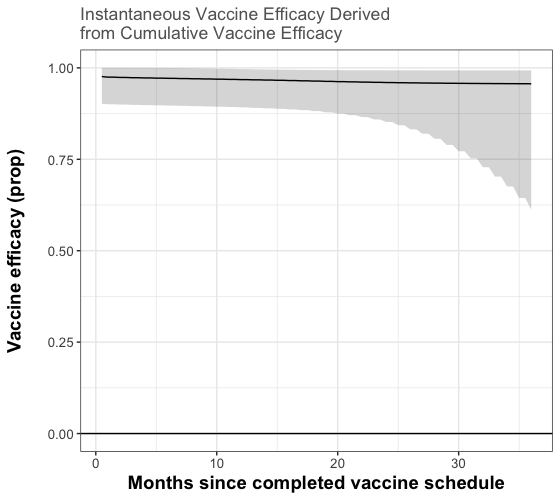 Instantaneous Vaccine Efficacy Derived
from Cumulative Vaccine Efficacy
1.00
0.75
0.50
0.25
0.00
Vaccine efficacy (prop)
0 10 20 30
Months since completed vaccine schedule